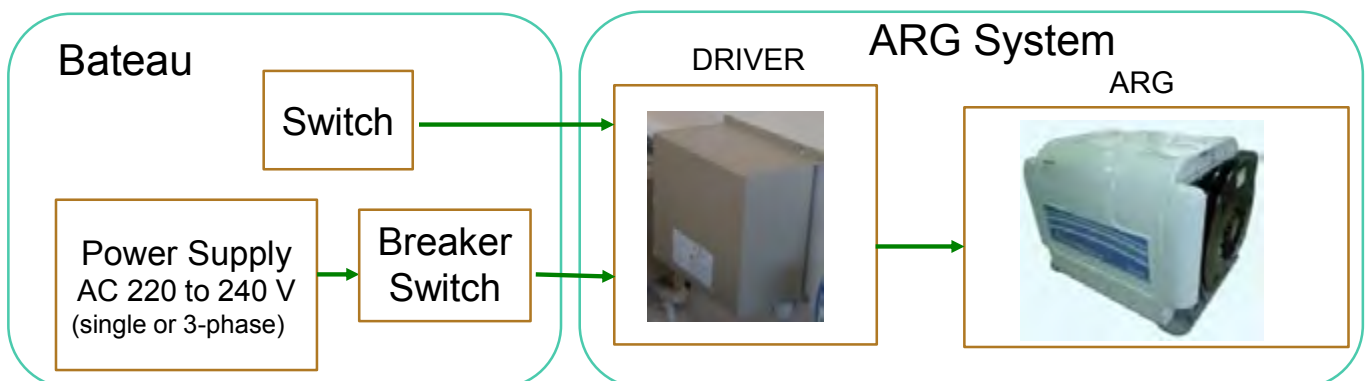 Bateau
Switch
Power Supply
AC 220 to 240 V
(single or 3-phase)
Breaker
Switch
ARG System
DRIVER
ARG